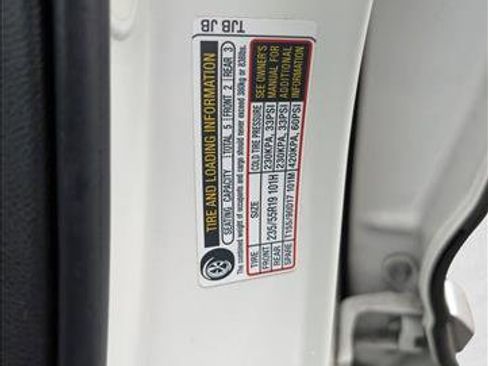 TIRE AND LOADING INFORMATION
SEATING CAPACITY TOTAL 5 FRONT 2 REAR 3
The combined weight of occupants and cargo should never exceed 380kg or 838lbs.
TIRE SIZE COLD TIRE PRESSURE SEE OWNER'S MANUAL FOR ADDITIONAL INFORMATION
FRONT 235/55R19 101H 230KPA, 33PSI
REAR 235/55R19 101H 230KPA, 33PSI
SPARE T155/90D17 101M 420KPA, 60PSI
TJB JB